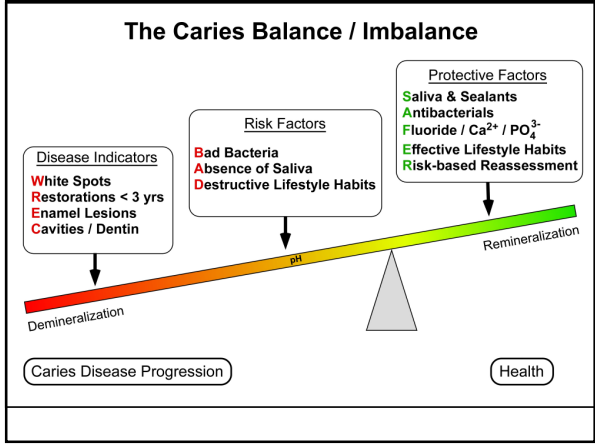 The Caries Balance / Imbalance
Protective Factors
Saliva & Sealants
Antibacterials
Fluoride / Ca²⁺ / PO₄³⁻
Effective Lifestyle Habits
Risk-based Reassessment
Risk Factors
Bad Bacteria
Absence of Saliva
Destructive Lifestyle Habits
Disease Indicators
White Spots
Restorations < 3 yrs
Enamel Lesions
Cavities / Dentin
pH
Remineralization
Demineralization
Caries Disease Progression
Health